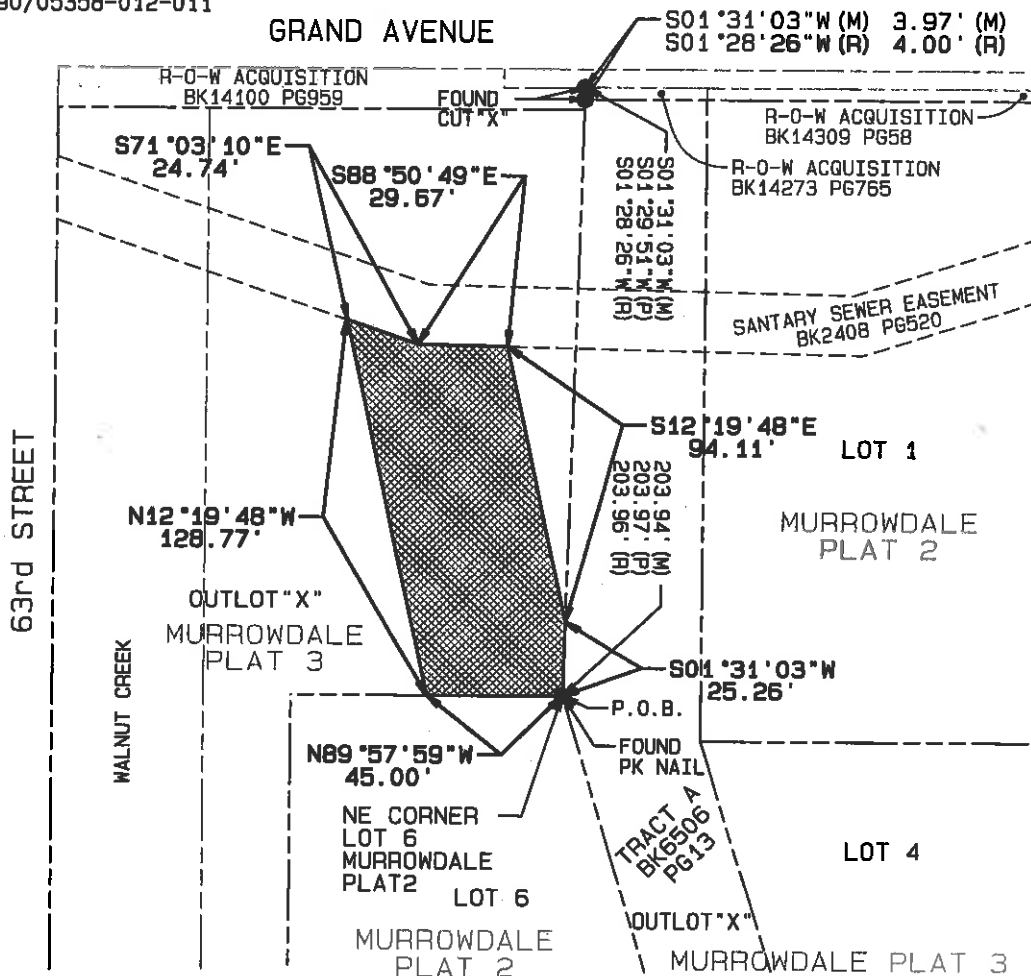 90/05358-012-011
GRAND AVENUE
S01°31'03"W (M) 3.97' (M)
S01°28'26"W (R) 4.00' (R)
R-O-W ACQUISITION
BK14100 PG959
FOUND
CUT "X"
R-O-W ACQUISITION
BK14309 PG58
R-O-W ACQUISITION
BK14273 PG765
S71°03'10"E
24.74'
S88°50'49"E
29.67'
S01°31'03"W (M)
S01°29'51"W (P)
S01°28'26"W (R)
SANTARY SEWER EASEMENT
BK2408 PG520
S12°19'48"E
94.11'
LOT 1
MURROWDALE
PLAT 2
203.94' (M)
203.97' (P)
203.96' (R)
63rd STREET
N12°19'48"W
128.77'
OUTLOT "X"
MURROWDALE
PLAT 3
WALNUT CREEK
S01°31'03"W
25.26'
P.O.B.
FOUND
PK NAIL
N89°57'59"W
45.00'
NE CORNER
LOT 6
MURROWDALE
PLAT2
LOT 6
MURROWDALE
PLAT 2
TRACT A
BK6506
PG13
LOT 4
OUTLOT "X"
MURROWDALE PLAT 3